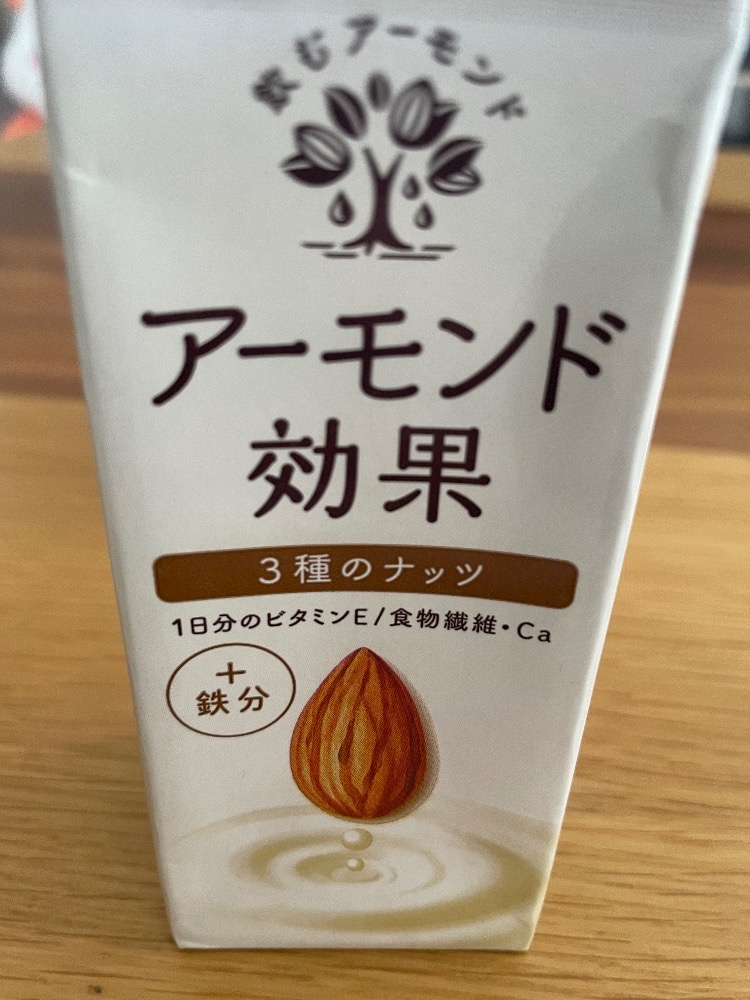 飲むアーモンド
アーモンド
効果
3種のナッツ
1日分のビタミンE/食物繊維・Ca
+
鉄分